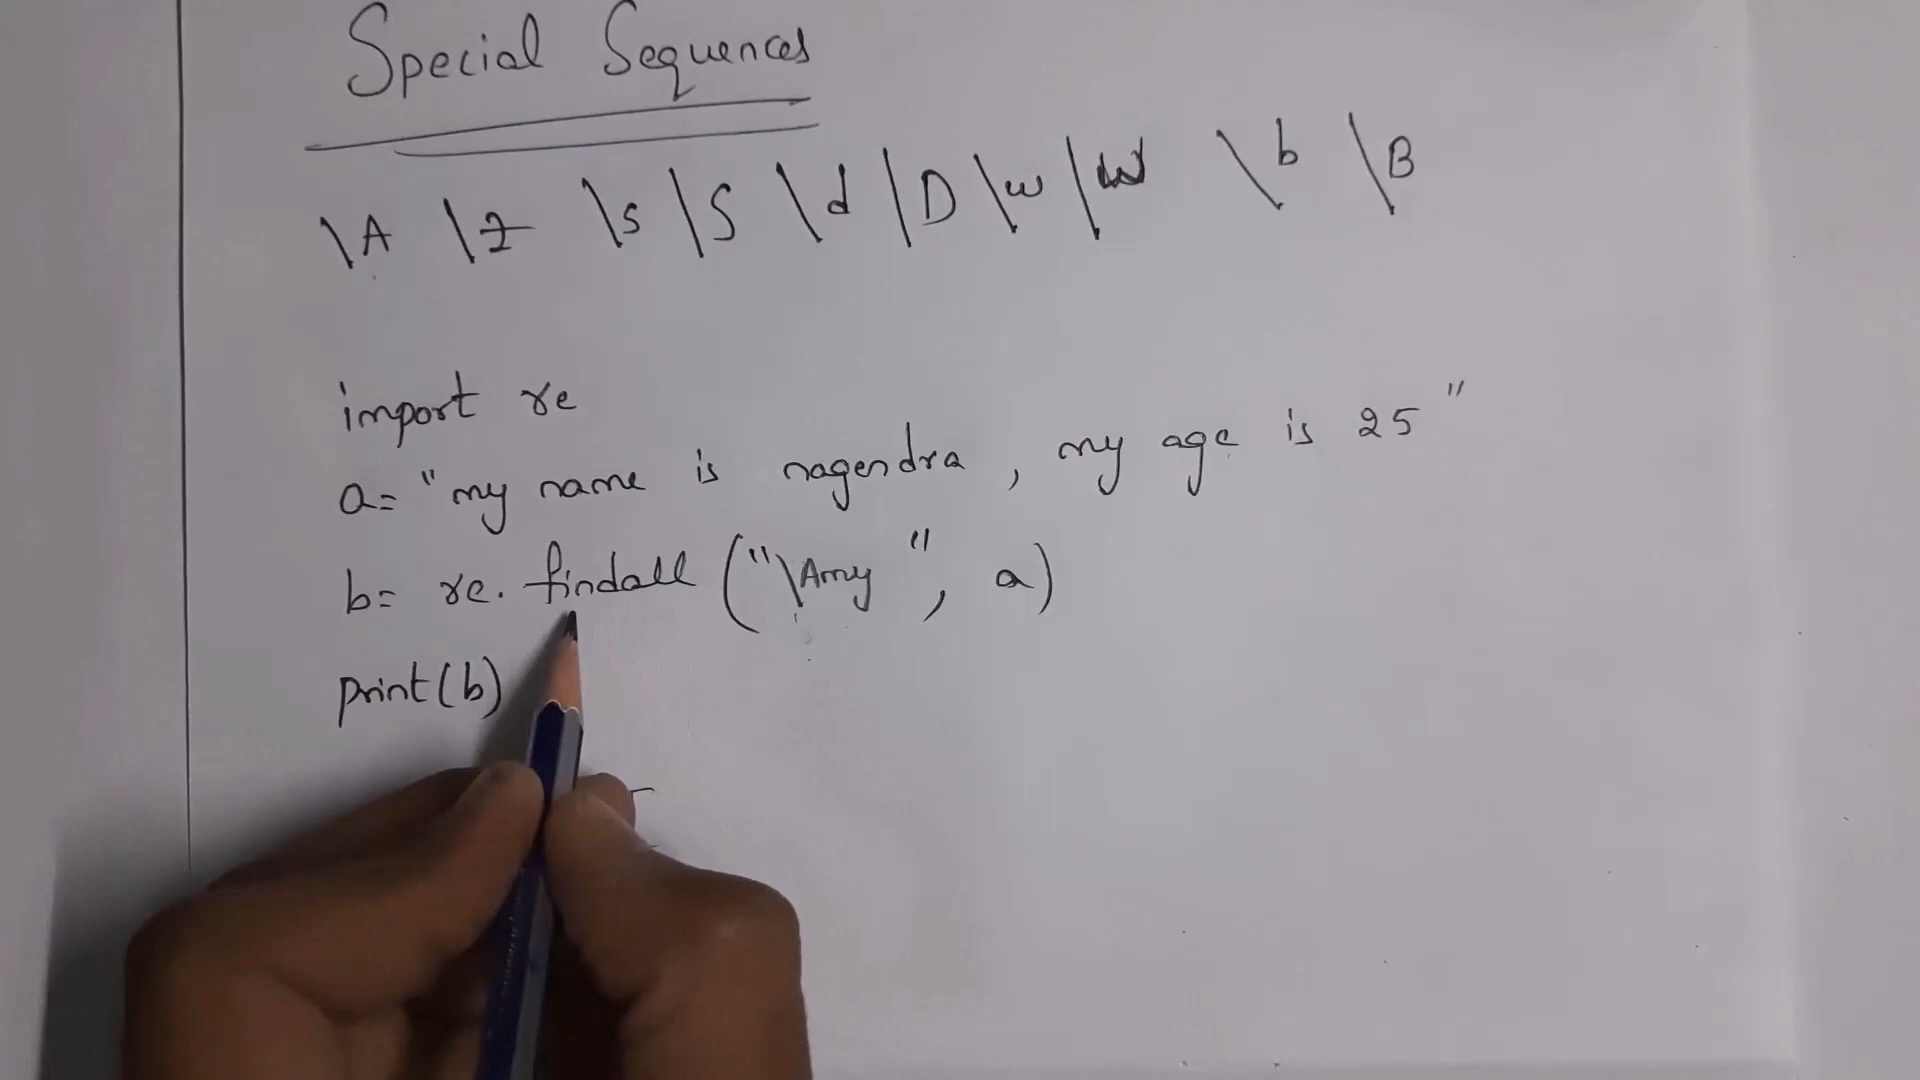 Special Sequences
\A \Z \s \S \d \D \w \W \b \B
import re
a= "my name is nagendra, my age is 25"
b= re.findall("\Amy", a)
print(b)